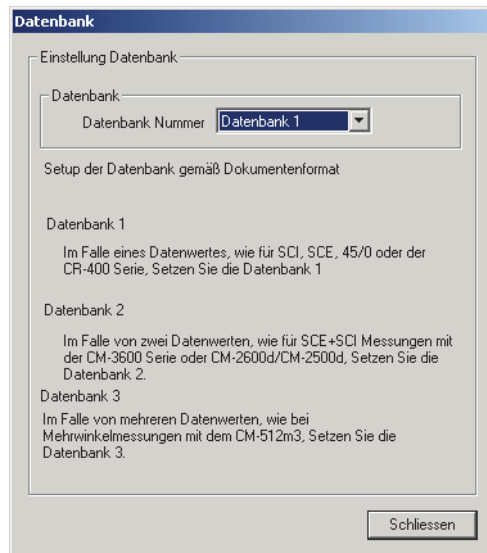 Datenbank
Einstellung Datenbank
Datenbank
Datenbank Nummer Datenbank 1
Setup der Datenbank gemäß Dokumentenformat
Datenbank 1
Im Falle eines Datenwertes, wie für SCI, SCE, 45/0 oder der
CR-400 Serie, Setzen Sie die Datenbank 1
Datenbank 2
Im Falle von zwei Datenwerten, wie für SCE+SCI Messungen mit
der CM-3600 Serie oder CM-2600d/CM-2500d, Setzen Sie die
Datenbank 2.
Datenbank 3
Im Falle von mehreren Datenwerten, wie bei
Mehrwinkelmessungen mit dem CM-512m3, Setzen Sie die
Datenbank 3.
Schliessen